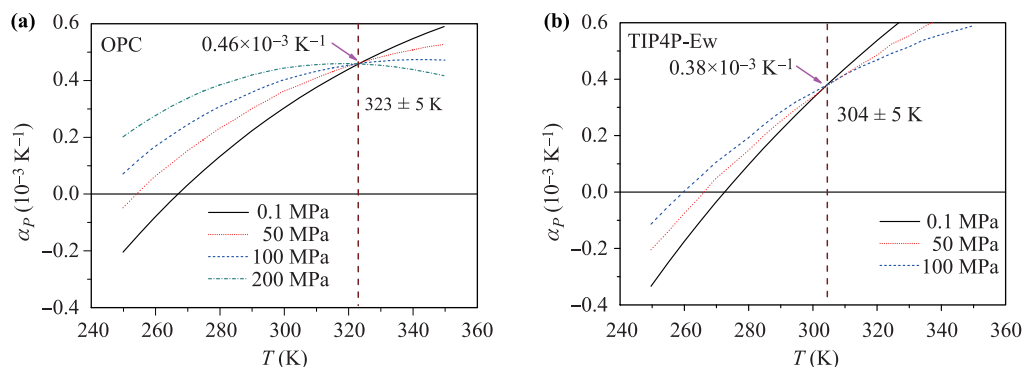 (a)
OPC
0.46×10⁻³ K⁻¹
323 ± 5 K
0.1 MPa
50 MPa
100 MPa
200 MPa
0.6
0.4
0.2
0.0
−0.2
−0.4
α_P (10⁻³ K⁻¹)
240 260 280 300 320 340 360
T (K)
(b)
TIP4P-Ew
0.38×10⁻³ K⁻¹
304 ± 5 K
0.1 MPa
50 MPa
100 MPa
0.6
0.4
0.2
0.0
−0.2
−0.4
α_P (10⁻³ K⁻¹)
240 260 280 300 320 340 360
T (K)